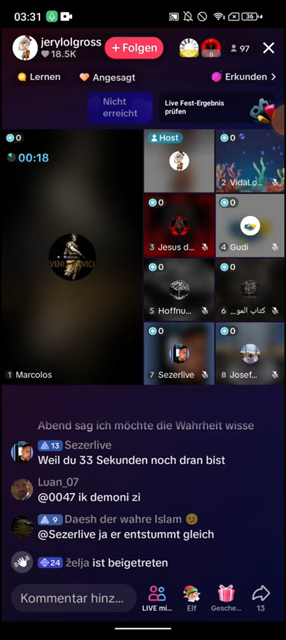 03:31
36
jerylolgross
18.5K
+ Folgen
97
Lernen
Angesagt
Erkunden >
Nicht
erreicht
Live Fest-Ergebnis
prüfen
0
00:18
VENI VICI
1 Marcolos
Host
0
2 VidaLo...
0
3 Jesus d...
0
4 Gudi
0
5 Hoffnu...
0
6 كتاب المو...
0
7 Sezerlive
0
8 Josef...
Abend sag ich möchte die Wahrheit wisse
13 Sezerlive
Weil du 33 Sekunden noch dran bist
Luan_07
@0047 ik demoni zi
9 Daesh der wahre Islam
@Sezerlive ja er entstummt gleich
24 želja ist beigetreten
Kommentar hinz...
LIVE mi...
Elf
Gesche...
13